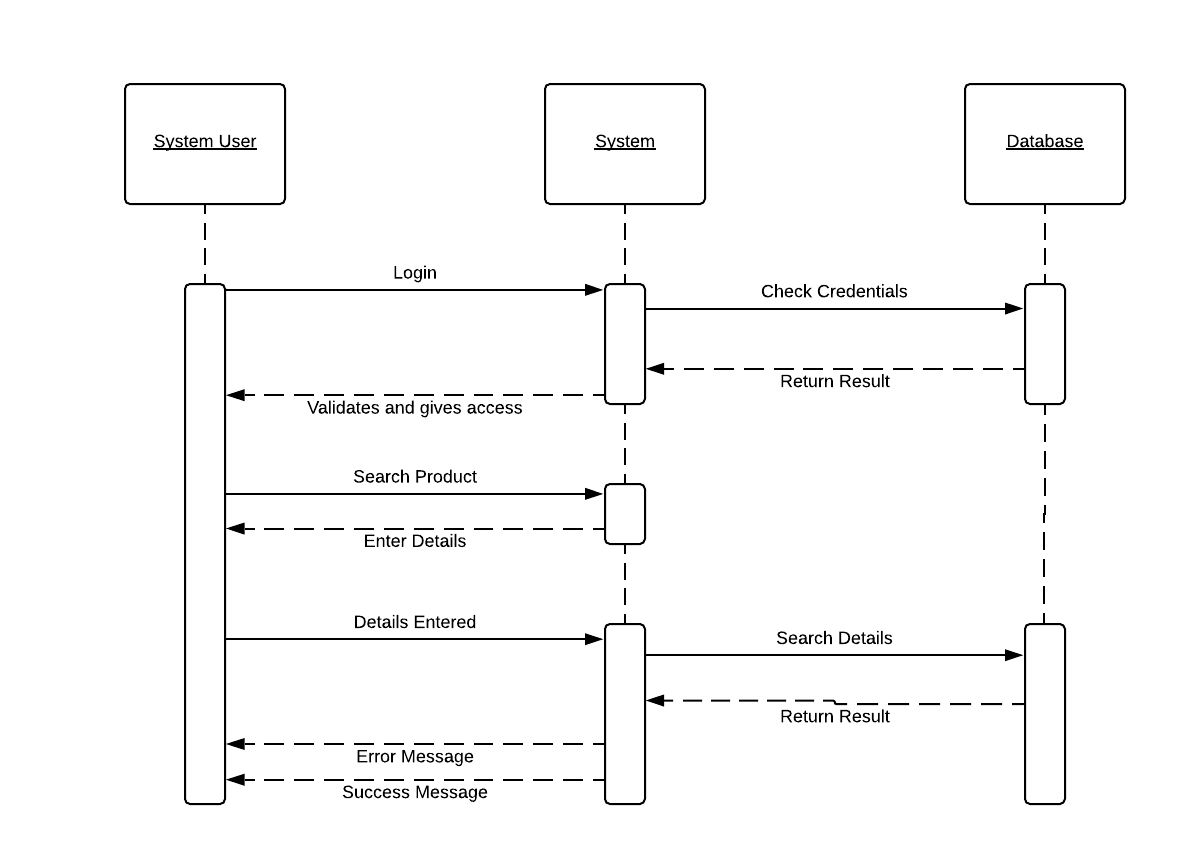 System User
System
Database
Login
Check Credentials
Return Result
Validates and gives access
Search Product
Enter Details
Details Entered
Search Details
Return Result
Error Message
Success Message